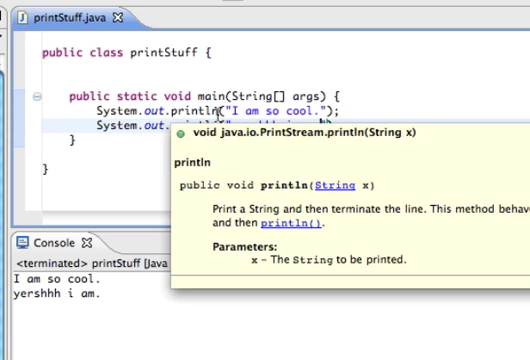 printStuff.java
public class printStuff {
public static void main(String[] args) {
System.out.println("I am so cool.");
System.out.
}
}
void java.io.PrintStream.println(String x)
println
public void println(String x)
Print a String and then terminate the line. This method behave
and then println().
Parameters:
x - The String to be printed.
Console
<terminated> printStuff [Java
I am so cool.
yershhh i am.